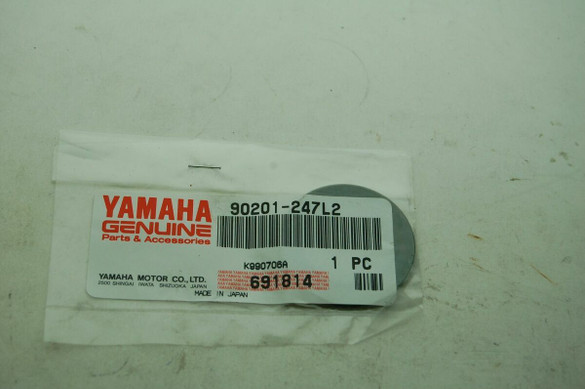 YAMAHA
GENUINE
Parts & Accessories
90201-247L2
K990706A
1 PC
691814
YAMAHA MOTOR CO., LTD.
2500 SHINGAI IWATA SHIZUOKA JAPAN
MADE IN JAPAN